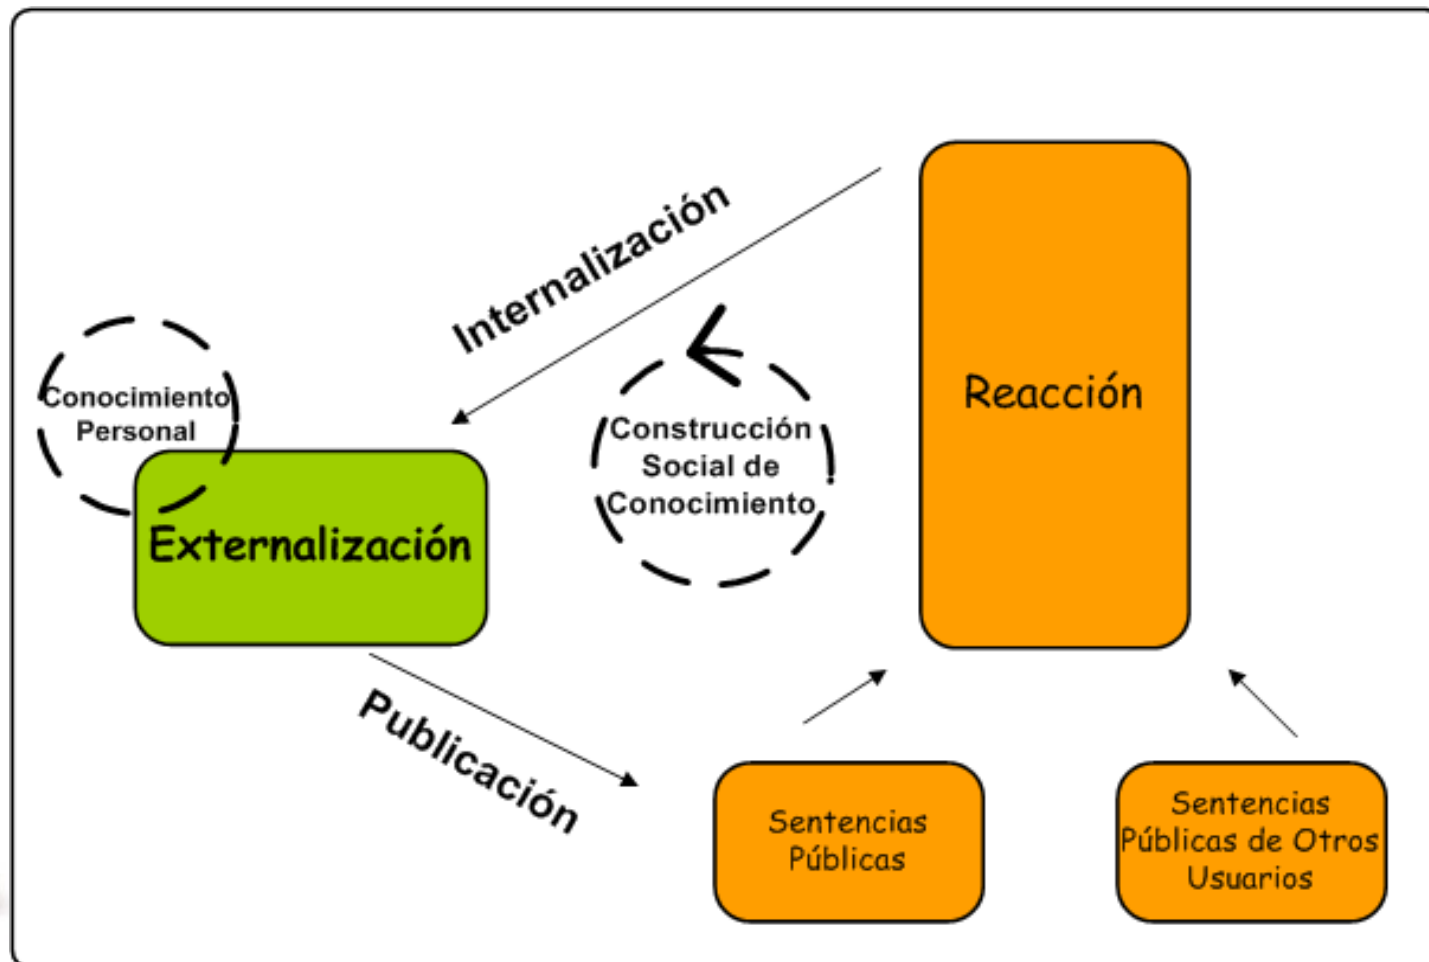 Internalización
Reacción
Conocimiento
Personal
Construcción
Social de
Conocimiento
Externalización
Publicación
Sentencias
Públicas
Sentencias
Públicas de Otros
Usuarios